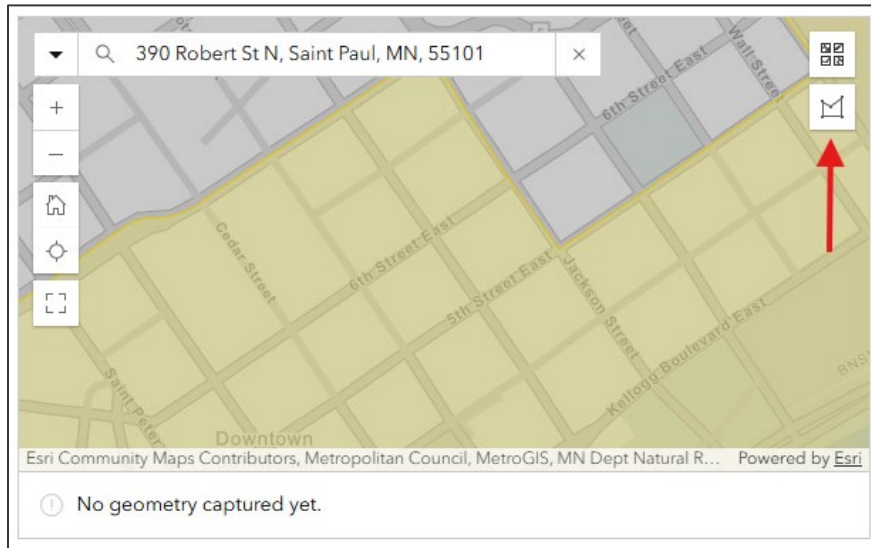 390 Robert St N, Saint Paul, MN, 55101
Wall Street
6th Street East
Cedar Street
6th Street East
5th Street East
Jackson Street
Kellogg Boulevard East
Saint Peter
BNS
Downtown
Esri Community Maps Contributors, Metropolitan Council, MetroGIS, MN Dept Natural R... Powered by Esri
No geometry captured yet.